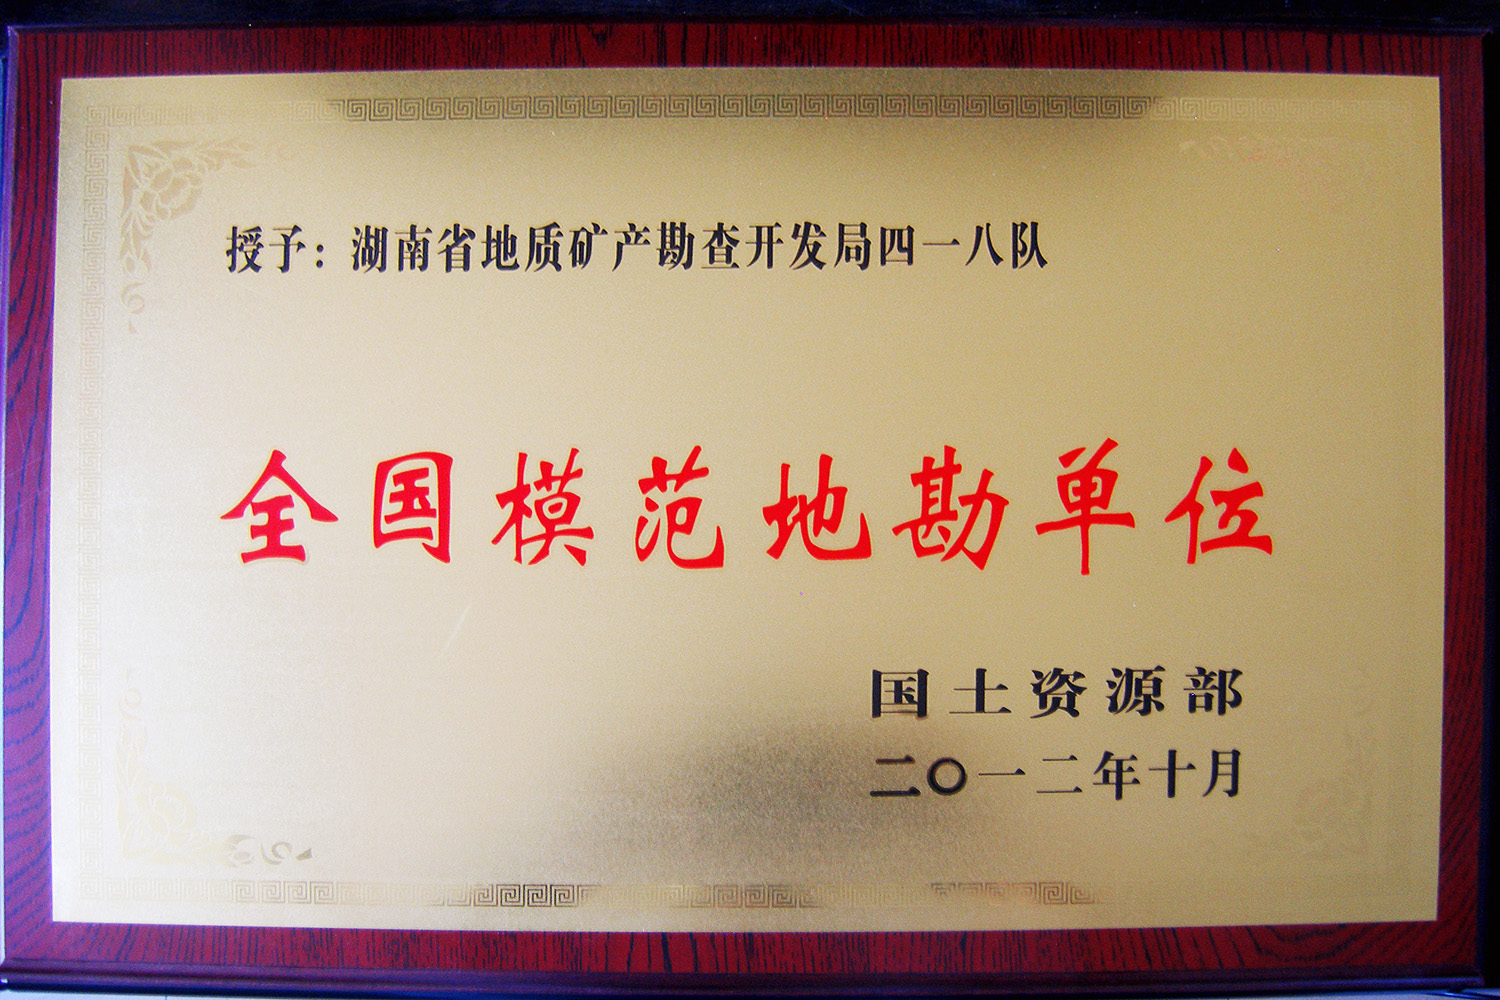 授予：湖南省地质矿产勘查开发局四一八队
全国模范地勘单位
国土资源部
二〇一二年十月